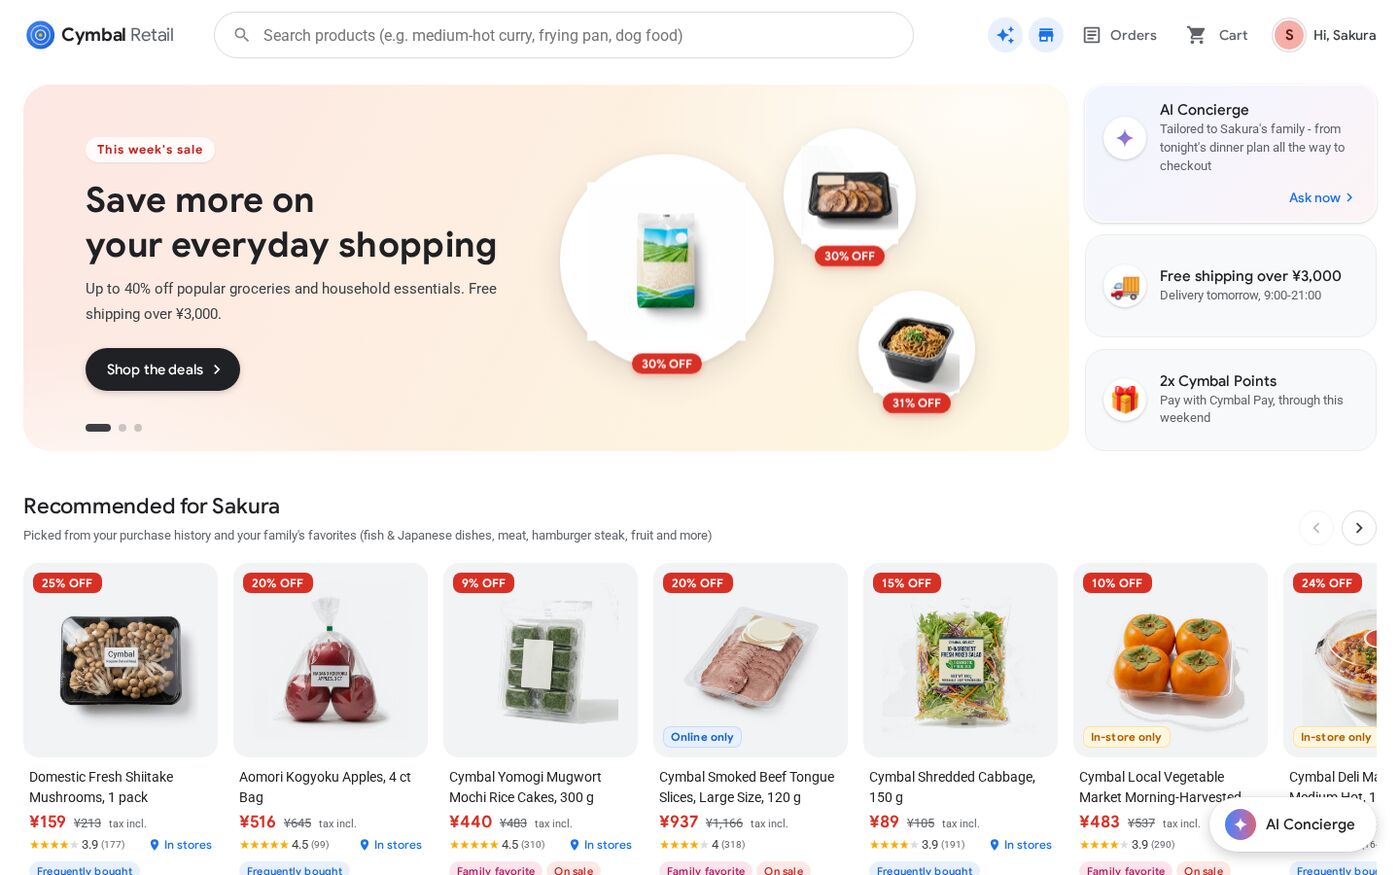 Cymbal Retail
Search products (e.g. medium-hot curry, frying pan, dog food)
Orders
Cart
S
Hi, Sakura
This week's sale
Save more on
your everyday shopping
Up to 40% off popular groceries and household essentials. Free
shipping over ¥3,000.
Shop the deals
30% OFF
30% OFF
31% OFF
AI Concierge
Tailored to Sakura's family - from
tonight's dinner plan all the way to
checkout
Ask now
Free shipping over ¥3,000
Delivery tomorrow, 9:00-21:00
2x Cymbal Points
Pay with Cymbal Pay, through this
weekend
Recommended for Sakura
Picked from your purchase history and your family's favorites (fish & Japanese dishes, meat, hamburger steak, fruit and more)
25% OFF
Cymbal
Domestic Fresh Shiitake
Mushrooms, 1 pack
¥159 ¥213 tax incl.
3.9 (177) In stores
Frequently bought
20% OFF
Aomori Kogyoku Apples, 4 ct
Bag
¥516 ¥645 tax incl.
4.5 (99) In stores
Frequently bought
9% OFF
Cymbal Yomogi Mugwort
Mochi Rice Cakes, 300 g
¥440 ¥483 tax incl.
4.5 (310) In stores
Family favorite On sale
20% OFF
Online only
Cymbal Smoked Beef Tongue
Slices, Large Size, 120 g
¥937 ¥1,166 tax incl.
4 (318)
Family favorite On sale
15% OFF
Cymbal Shredded Cabbage,
150 g
¥89 ¥105 tax incl.
3.9 (191) In stores
Frequently bought
10% OFF
In-store only
Cymbal Local Vegetable
Market Morning-Harvested
¥483 ¥537 tax incl.
3.9 (290)
Family favorite On sale
24% OFF
In-store only
Cymbal Deli
AI Concierge